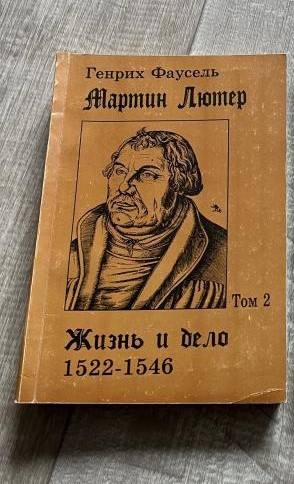 Генрих Фаусель
Мартин Лютер
Том 2
Жизнь и дело
1522-1546